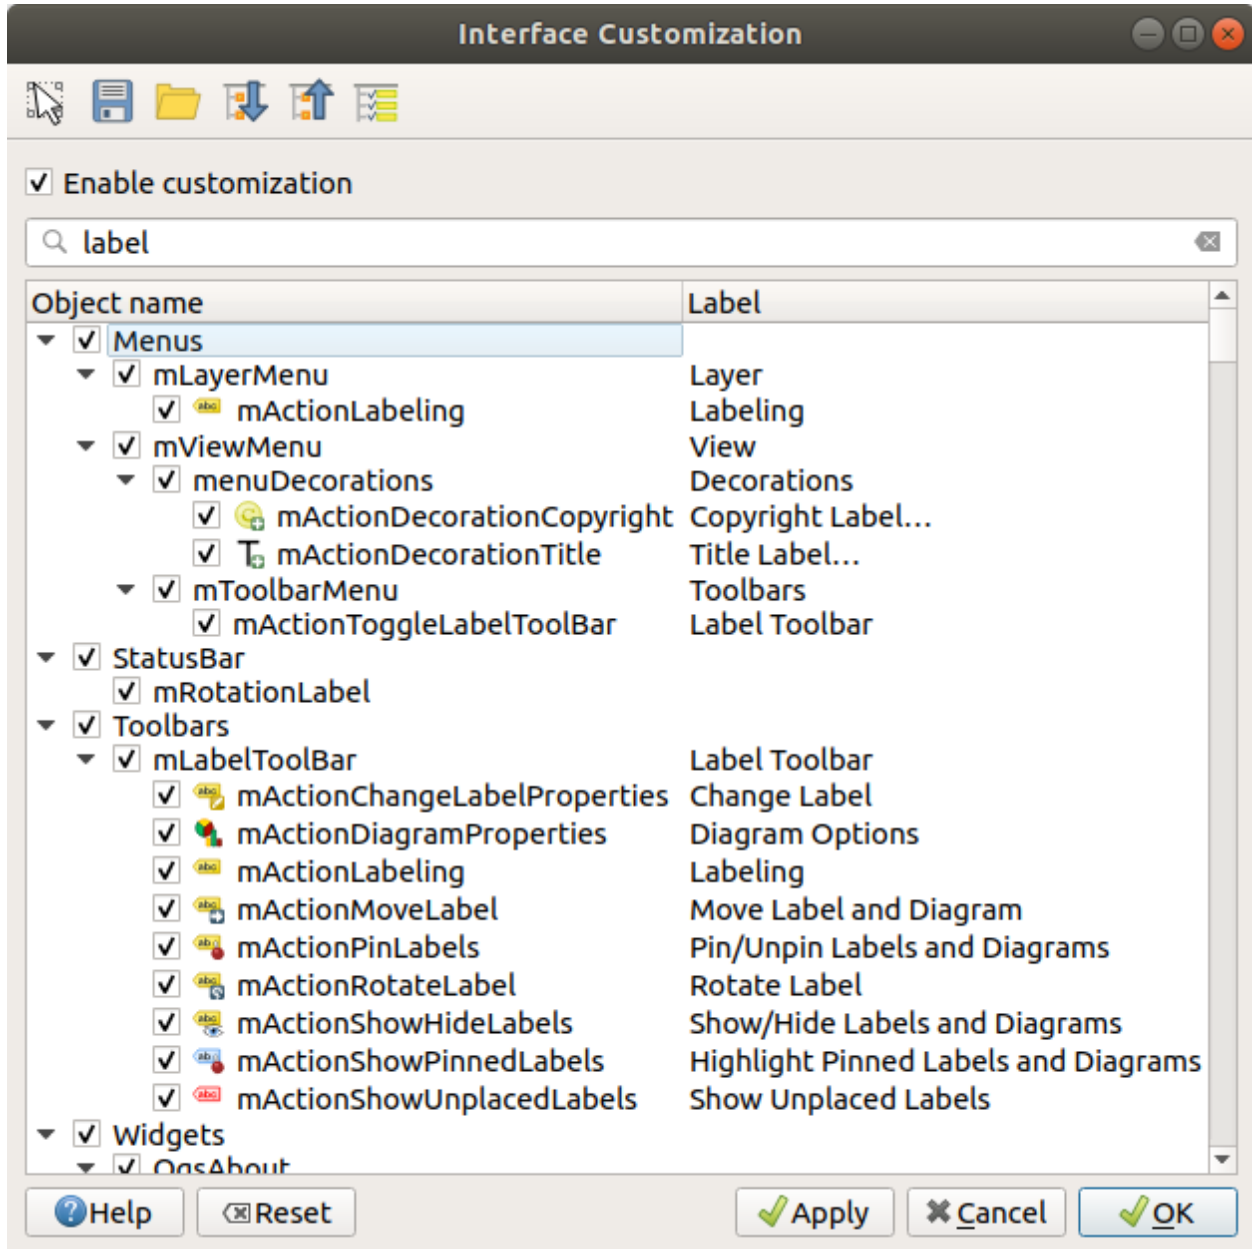 Interface Customization
Enable customization
label
Object name Label
Menus
mLayerMenu Layer
mActionLabeling Labeling
mViewMenu View
menuDecorations Decorations
mActionDecorationCopyright Copyright Label...
mActionDecorationTitle Title Label...
mToolbarMenu Toolbars
mActionToggleLabelToolBar Label Toolbar
StatusBar
mRotationLabel
Toolbars
mLabelToolBar Label Toolbar
mActionChangeLabelProperties Change Label
mActionDiagramProperties Diagram Options
mActionLabeling Labeling
mActionMoveLabel Move Label and Diagram
mActionPinLabels Pin/Unpin Labels and Diagrams
mActionRotateLabel Rotate Label
mActionShowHideLabels Show/Hide Labels and Diagrams
mActionShowPinnedLabels Highlight Pinned Labels and Diagrams
mActionShowUnplacedLabels Show Unplaced Labels
Widgets
QgsAbout
Help Reset Apply Cancel OK